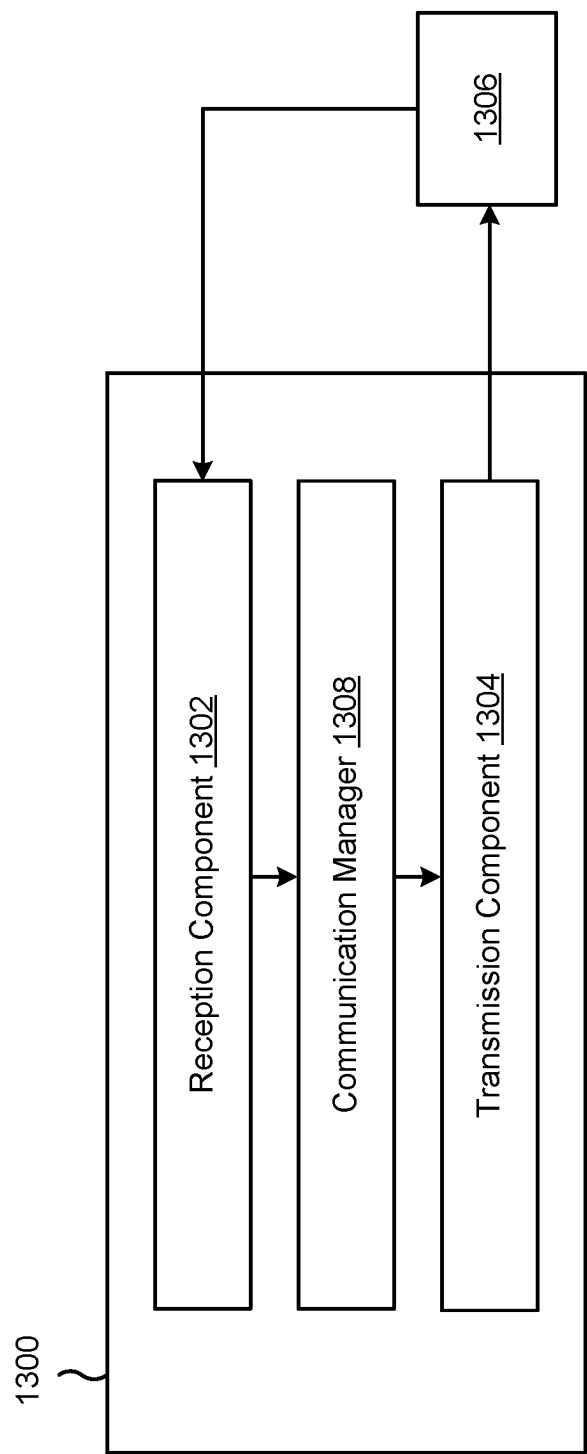 1300
Reception Component 1302
Communication Manager 1308
Transmission Component 1304
1306